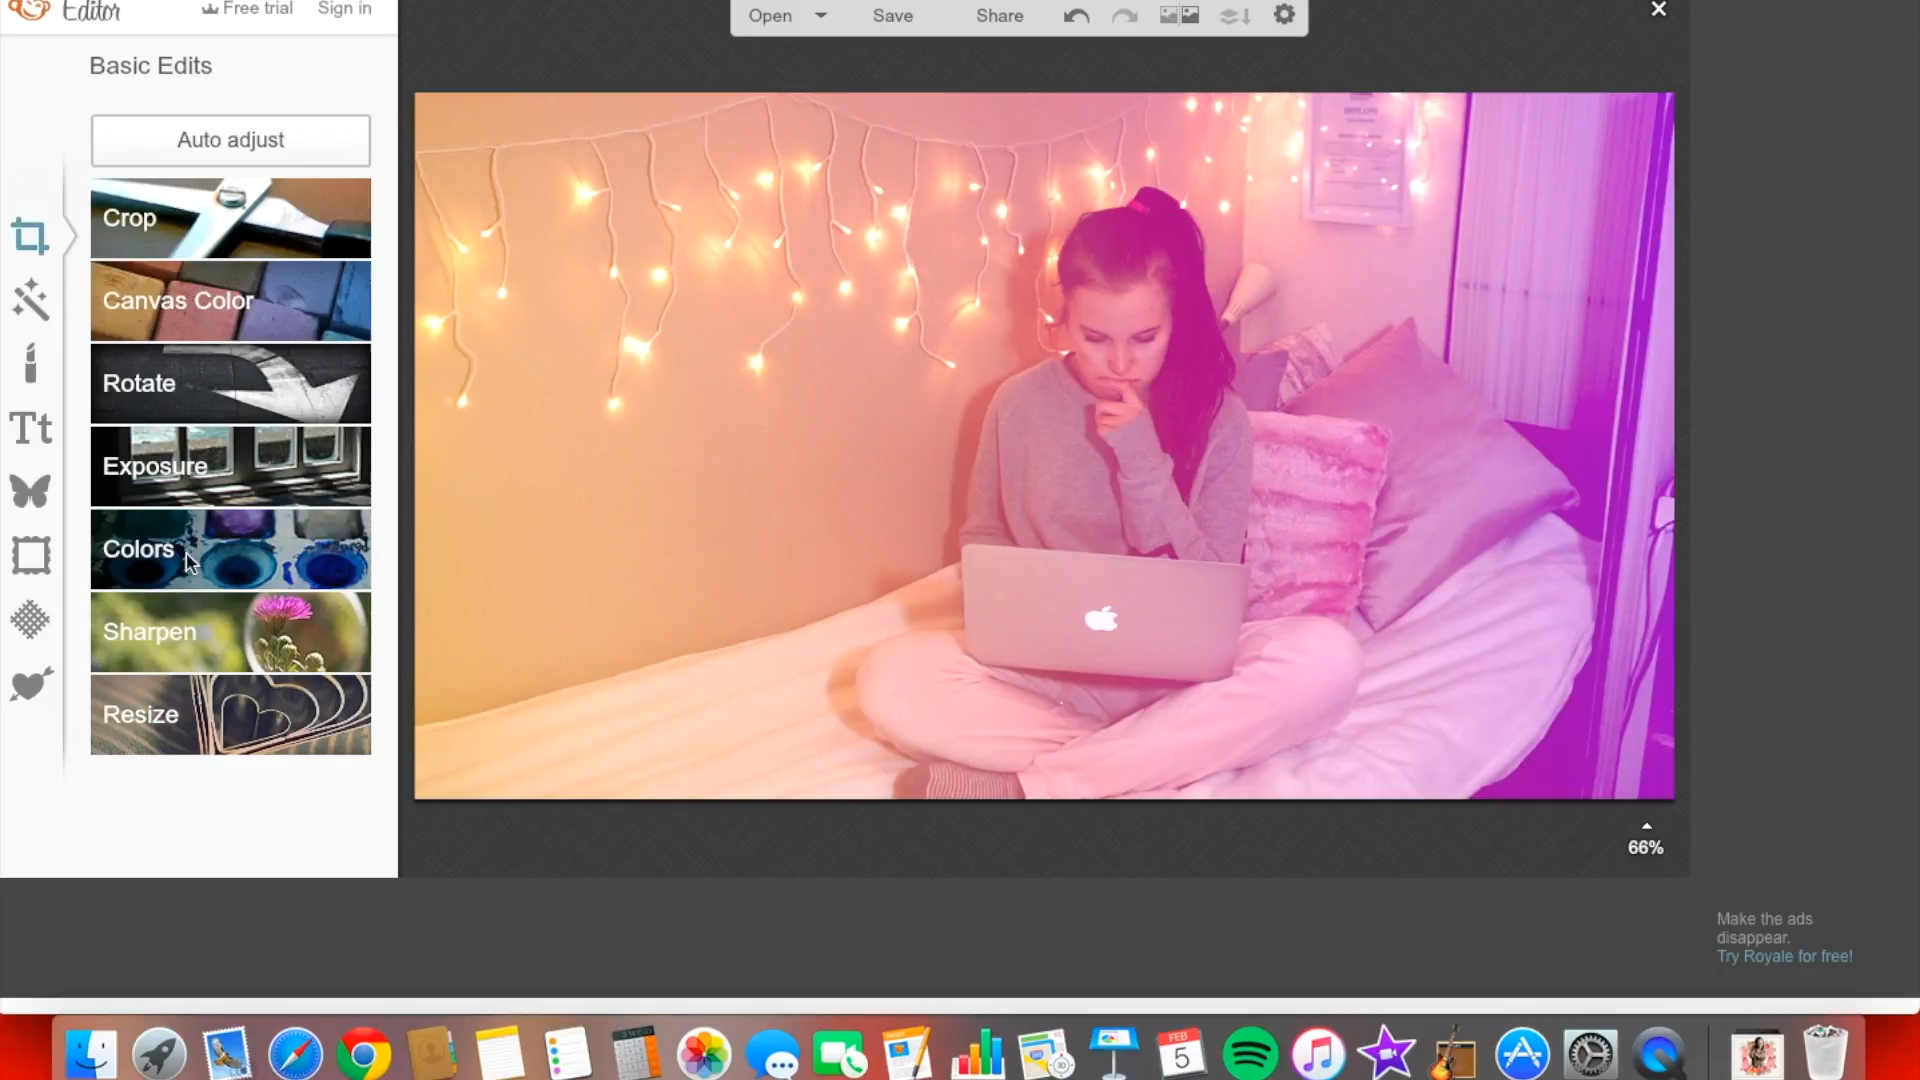 Editor
Free trial
Sign in
Open
Save
Share
Basic Edits
Auto adjust
Crop
Canvas Color
Rotate
Exposure
Colors
Sharpen
Resize
Tt
DIPLOM
66%
Make the ads
disappear.
Try Royale for free!
FEB
5